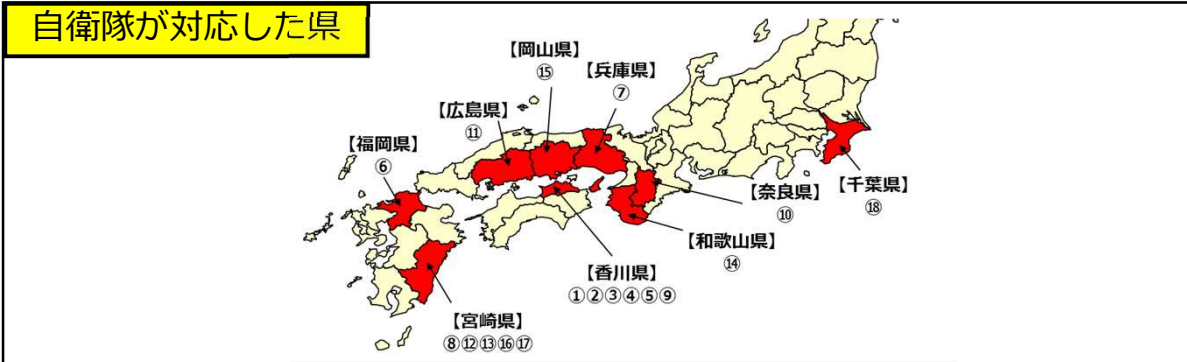 自衛隊が対応した県
【岡山県】
⑮
【兵庫県】
⑦
【広島県】
⑪
【福岡県】
⑥
【奈良県】
⑩
【千葉県】
⑱
【和歌山県】
⑭
【香川県】
①②③④⑤⑨
【宮崎県】
⑧⑫⑬⑯⑰